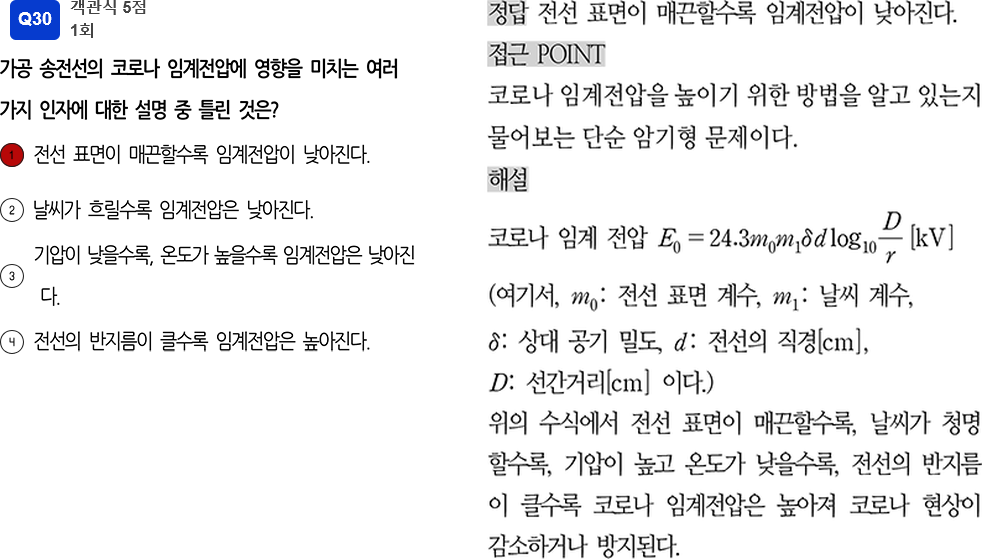 Q30
객관식 5점
1회
가공 송전선의 코로나 임계전압에 영향을 미치는 여러
가지 인자에 대한 설명 중 틀린 것은?
1 전선 표면이 매끈할수록 임계전압이 낮아진다.
② 날씨가 흐릴수록 임계전압은 낮아진다.
③ 기압이 낮을수록, 온도가 높을수록 임계전압은 낮아진
다.
④ 전선의 반지름이 클수록 임계전압은 높아진다.
정답 전선 표면이 매끈할수록 임계전압이 낮아진다.
접근 POINT
코로나 임계전압을 높이기 위한 방법을 알고 있는지
물어보는 단순 암기형 문제이다.
해설
코로나 임계 전압 E₀ = 24.3m₀m₁δd log₁₀ D/r [kV]
(여기서, m₀: 전선 표면 계수, m₁: 날씨 계수,
δ: 상대 공기 밀도, d: 전선의 직경[cm],
D: 선간거리[cm] 이다.)
위의 수식에서 전선 표면이 매끈할수록, 날씨가 청명
할수록, 기압이 높고 온도가 낮을수록, 전선의 반지름
이 클수록 코로나 임계전압은 높아져 코로나 현상이
감소하거나 방지된다.